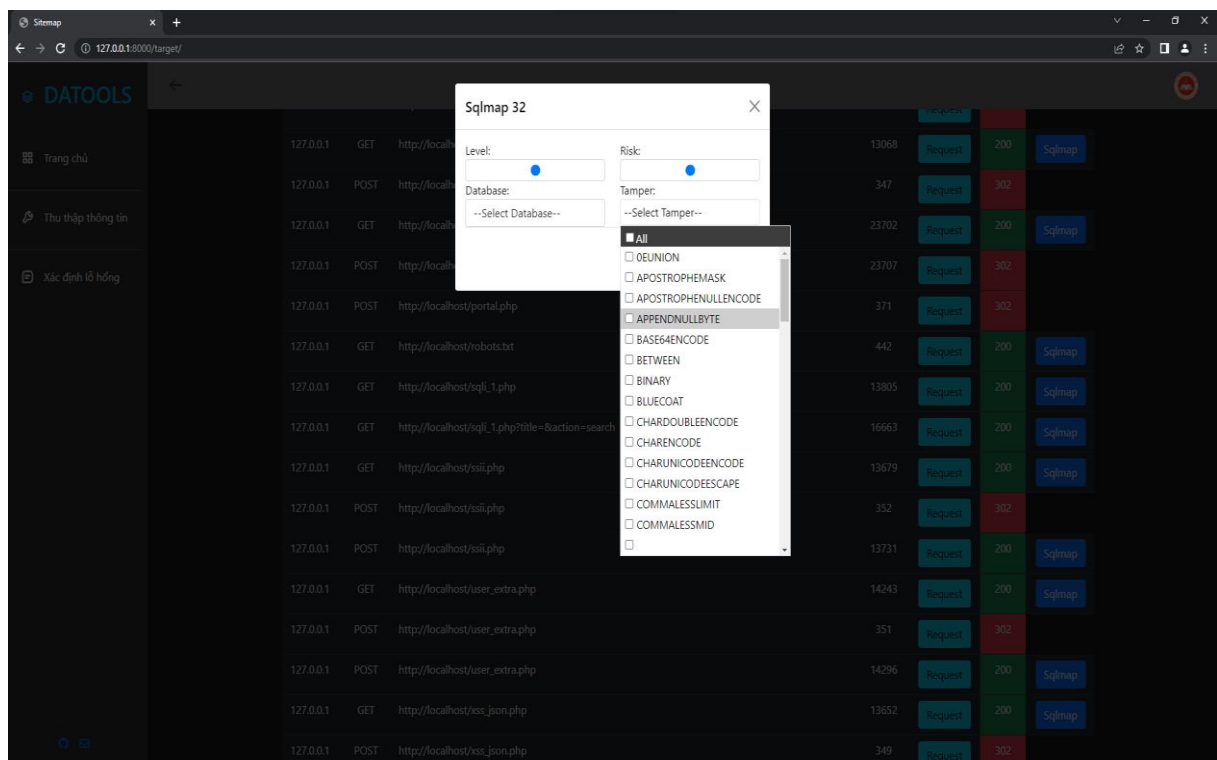 Sitemap
127.0.0.1:8000/target/
DATOOLS
Trang chủ
Thu thập thông tin
Xác định lỗ hổng
Sqlmap 32
Level:
Risk:
Database:
Tamper:
--Select Database--
--Select Tamper--
All
0EUNION
APOSTROPHEMASK
APOSTROPHENULLENCODE
APPENDNULLBYTE
BASE64ENCODE
BETWEEN
BINARY
BLUECOAT
CHARDOUBLEENCODE
CHARENCODE
CHARUNICODEENCODE
CHARUNICODEESCAPE
COMMALESSLIMIT
COMMALESSMID
Request
127.0.0.1 GET http://localh 13068 Request 200 Sqlmap
127.0.0.1 POST http://localh 347 Request 302
127.0.0.1 GET http://localh 23702 Request 200 Sqlmap
127.0.0.1 POST http://localh 23707 Request 302
127.0.0.1 POST http://localhost/portal.php 371 Request 302
127.0.0.1 GET http://localhost/robots.txt 442 Request 200 Sqlmap
127.0.0.1 GET http://localhost/sqli_1.php 13805 Request 200 Sqlmap
127.0.0.1 GET http://localhost/sqli_1.php?title=&action=search 16663 Request 200 Sqlmap
127.0.0.1 GET http://localhost/ssii.php 13679 Request 200 Sqlmap
127.0.0.1 POST http://localhost/ssii.php 352 Request 302
127.0.0.1 POST http://localhost/ssii.php 13731 Request 200 Sqlmap
127.0.0.1 GET http://localhost/user_extra.php 14243 Request 200 Sqlmap
127.0.0.1 POST http://localhost/user_extra.php 351 Request 302
127.0.0.1 POST http://localhost/user_extra.php 14296 Request 200 Sqlmap
127.0.0.1 GET http://localhost/xss_json.php 13652 Request 200 Sqlmap
127.0.0.1 POST http://localhost/xss_json.php 349 Request 302